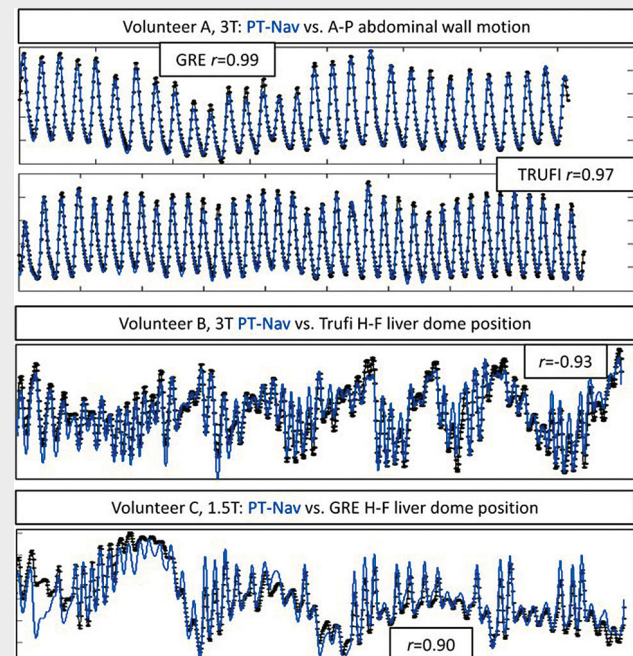 Volunteer A, 3T: PT-Nav vs. A-P abdominal wall motion
GRE r=0.99
TRUFI r=0.97
Volunteer B, 3T PT-Nav vs. Trufi H-F liver dome position
r=-0.93
Volunteer C, 1.5T: PT-Nav vs. GRE H-F liver dome position
r=0.90